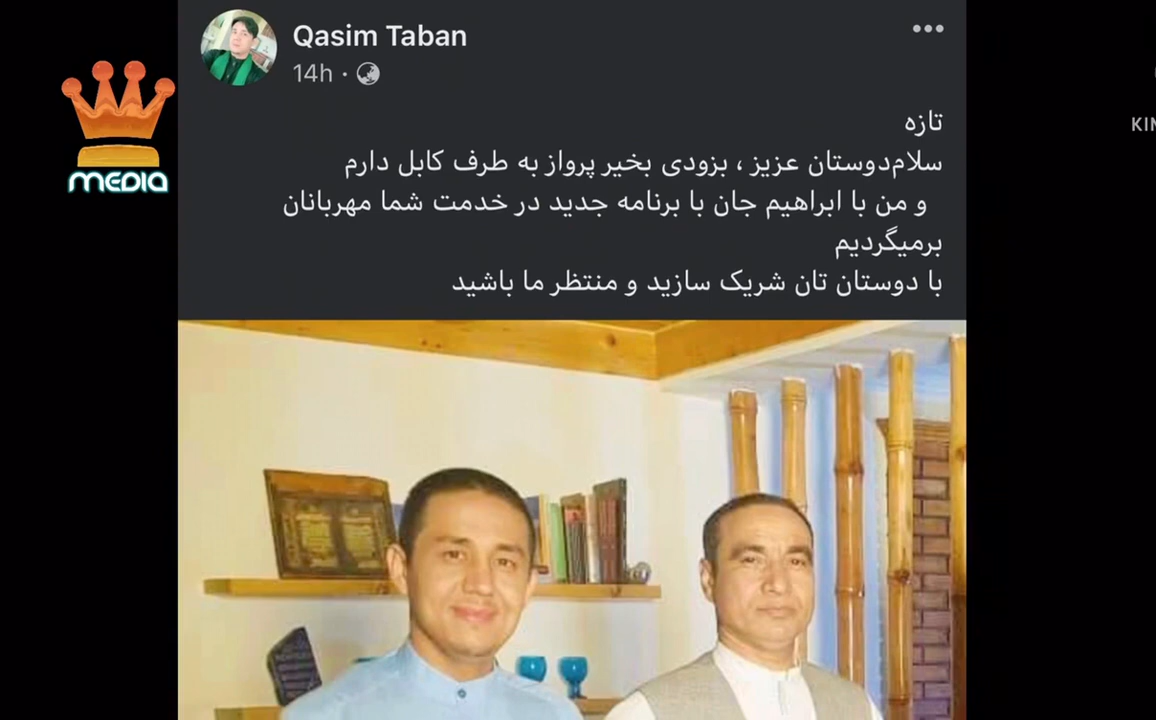 MEDIA
Qasim Taban
14h
KIN
تازه
سلام‌دوستان عزیز ، بزودی بخیر پرواز به طرف کابل دارم
و من با ابراهیم جان با برنامه جدید در خدمت شما مهربانان
برمیگردیم
با دوستان تان شریک سازید و منتظر ما باشید